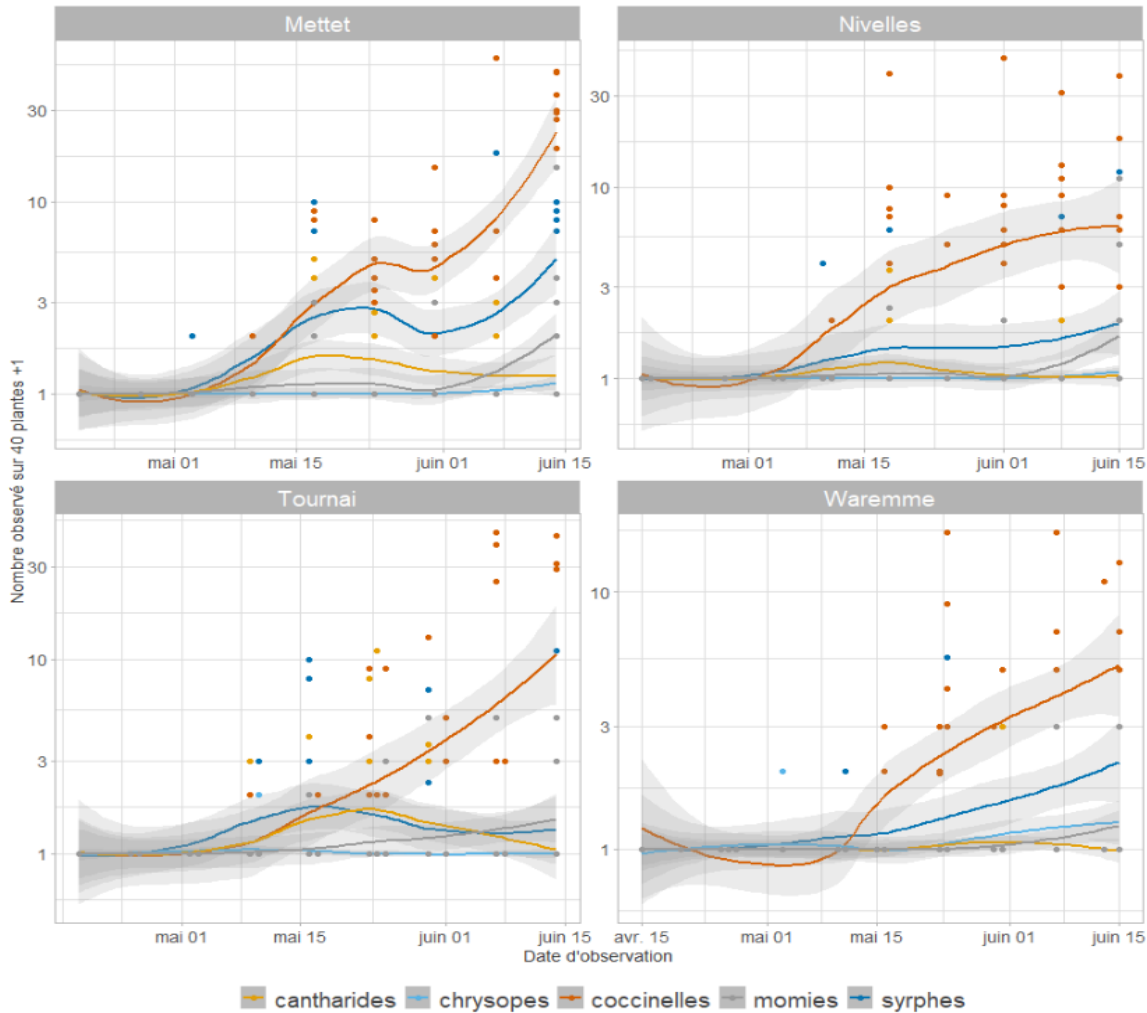 Mettet
Nivelles
30
10
3
1
30
10
3
1
mai 01
mai 15
juin 01
juin 15
mai 01
mai 15
juin 01
juin 15
Tournai
Waremme
30
10
3
1
10
3
1
mai 01
mai 15
juin 01
juin 15
avr. 15
mai 01
mai 15
juin 01
juin 15
Nombre observé sur 40 plantes +1
Date d'observation
cantharides
chrysopes
coccinelles
momies
syrphes